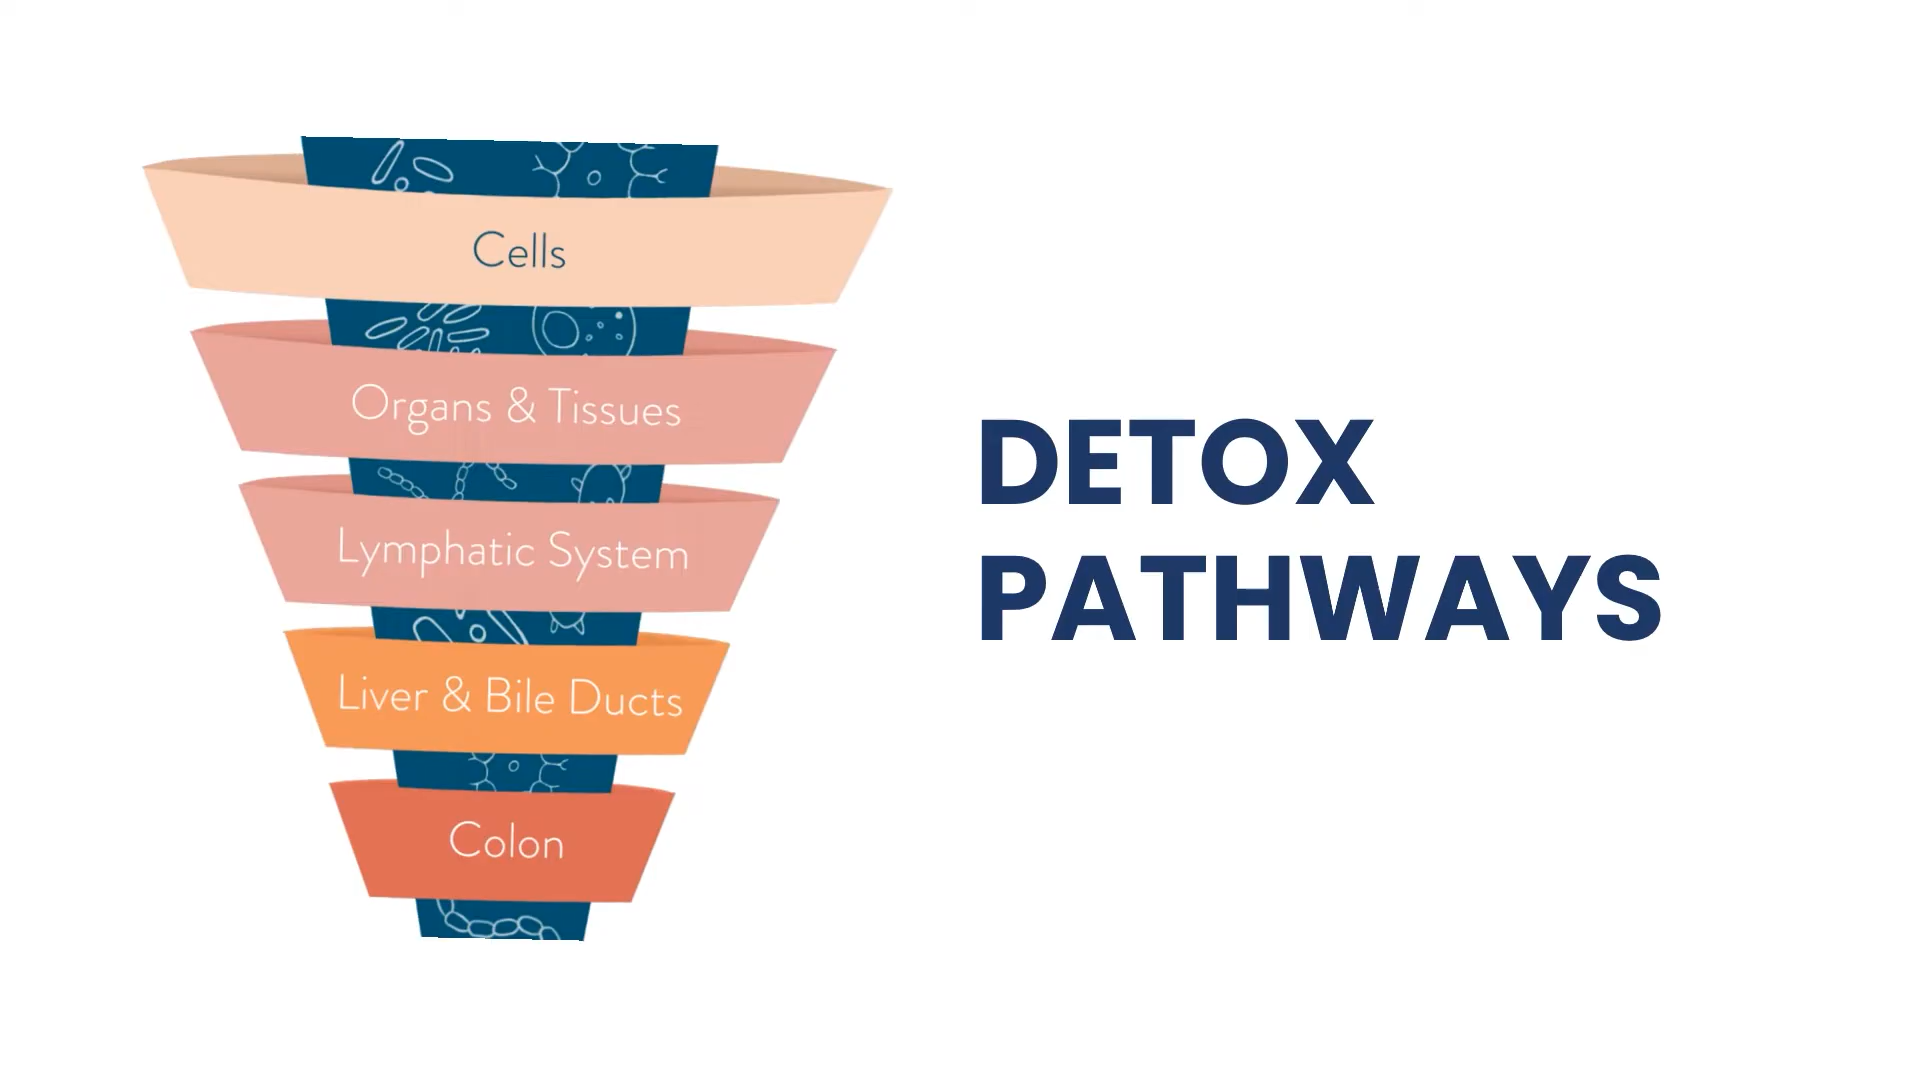 Cells
Organs & Tissues
Lymphatic System
Liver & Bile Ducts
Colon
DETOX
PATHWAYS